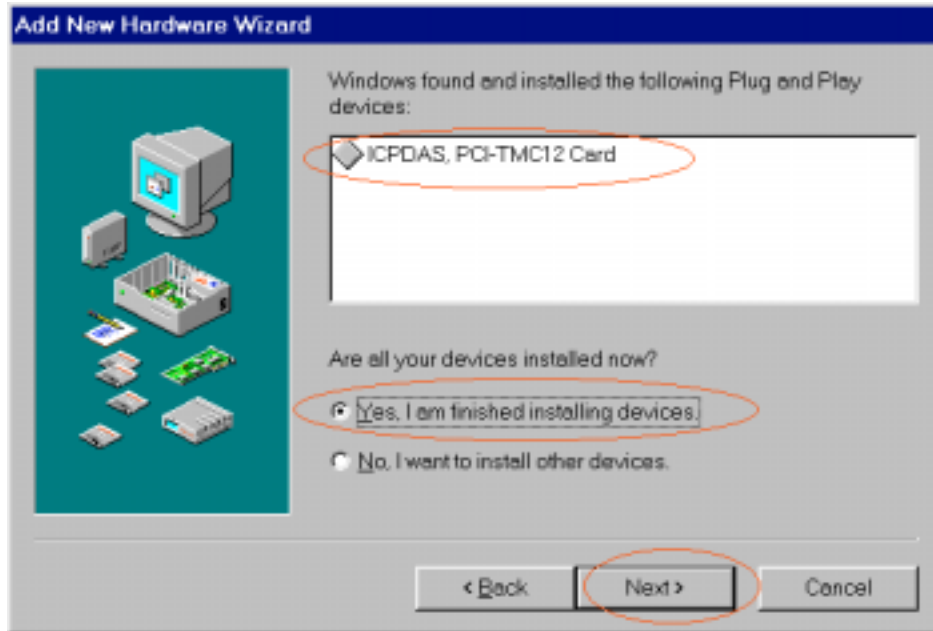 Add New Hardware Wizard
Windows found and installed the following Plug and Play
devices:
ICPDAS, PCI-TMC12 Card
Are all your devices installed now?
Yes, I am finished installing devices.
No, I want to install other devices.
< Back
Next >
Cancel